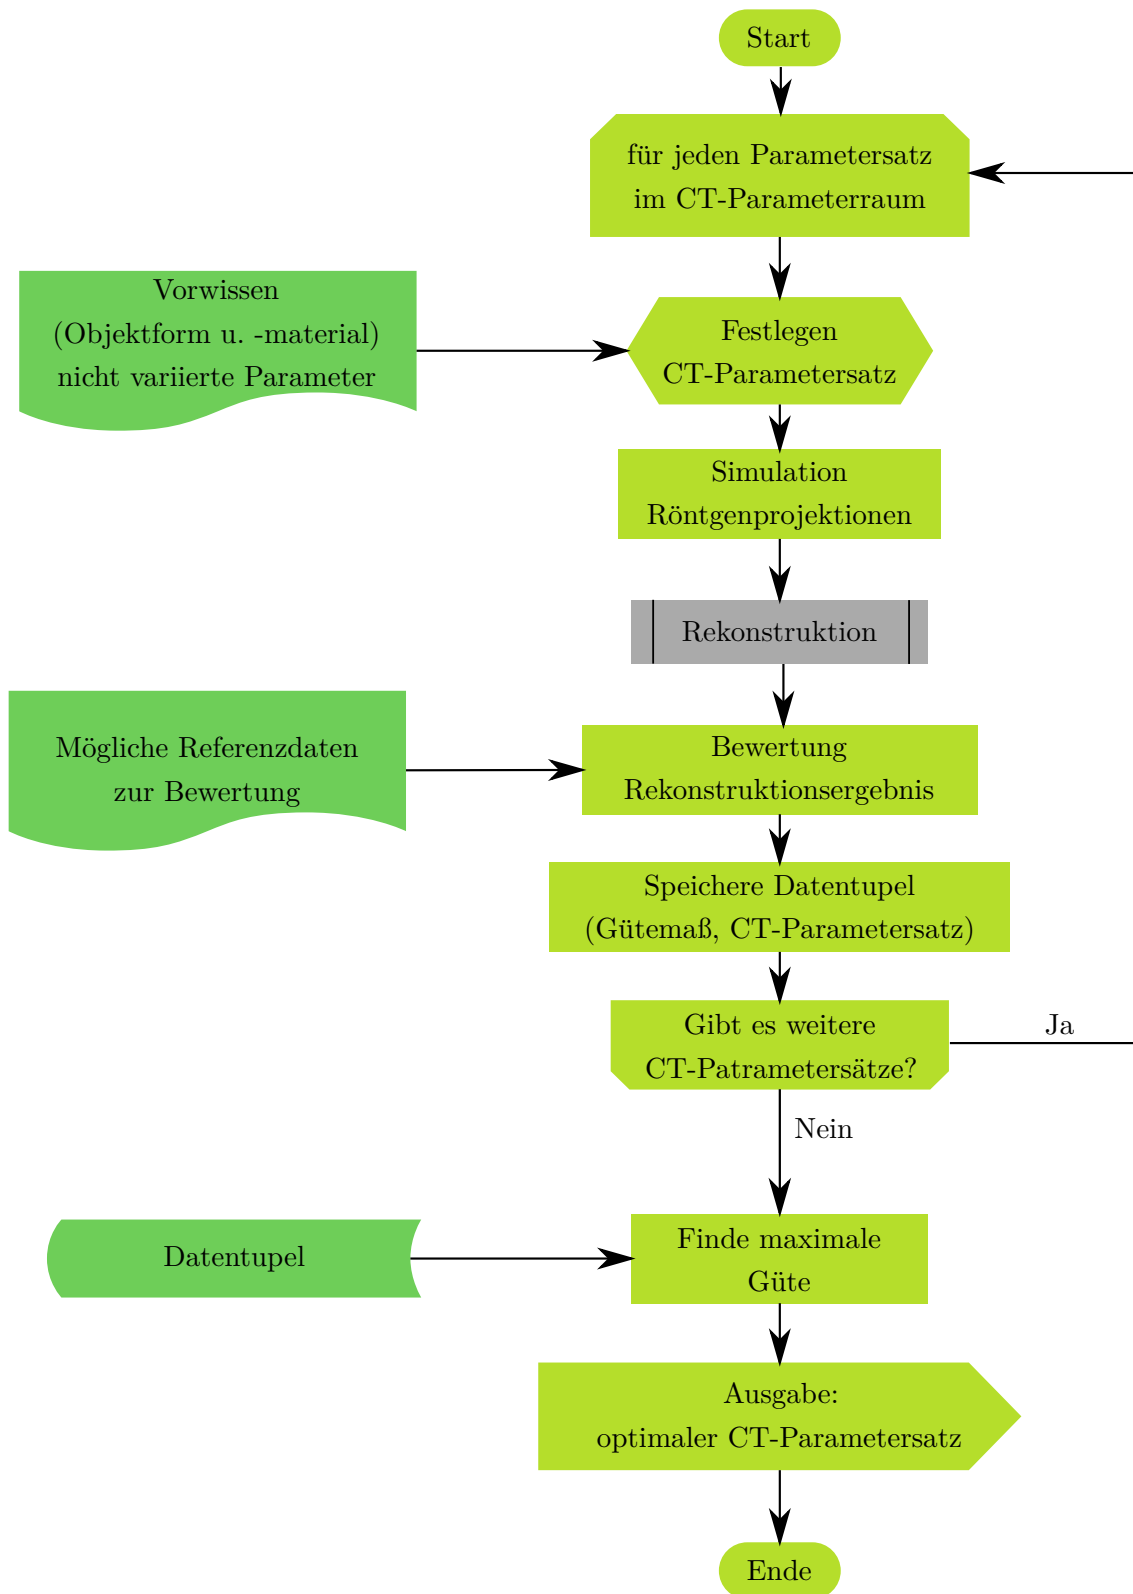 Start
für jeden Parametersatz
im CT-Parameterraum
Vorwissen
(Objektform u. -material)
nicht variierte Parameter
Festlegen
CT-Parametersatz
Simulation
Röntgenprojektionen
Rekonstruktion
Mögliche Referenzdaten
zur Bewertung
Bewertung
Rekonstruktionsergebnis
Speichere Datentupel
(Gütemaß, CT-Parametersatz)
Gibt es weitere
CT-Patrametersätze?
Ja
Nein
Datentupel
Finde maximale
Güte
Ausgabe:
optimaler CT-Parametersatz
Ende